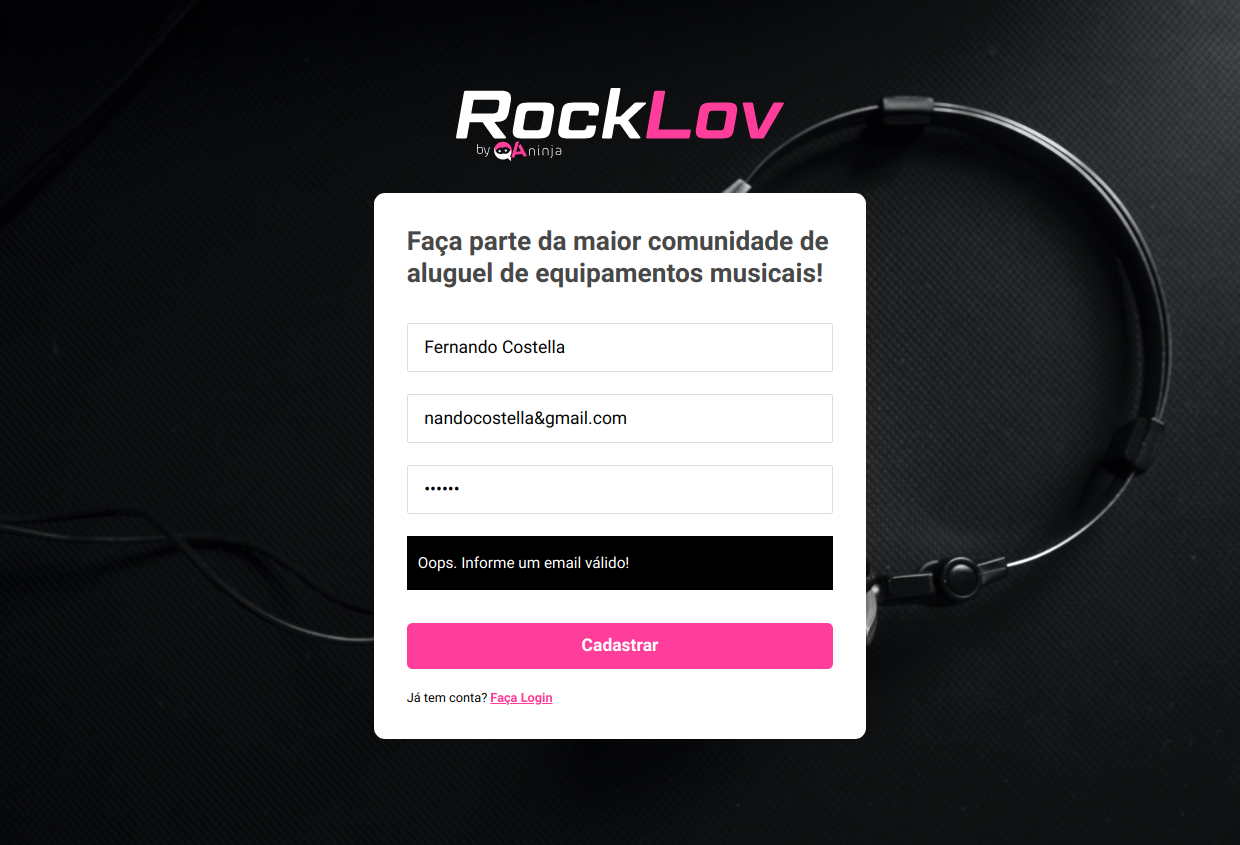 RockLov
by QAninja
Faça parte da maior comunidade de
aluguel de equipamentos musicais!
Fernando Costella
nandocostella&gmail.com
••••••
Oops. Informe um email válido!
Cadastrar
Já tem conta? Faça Login